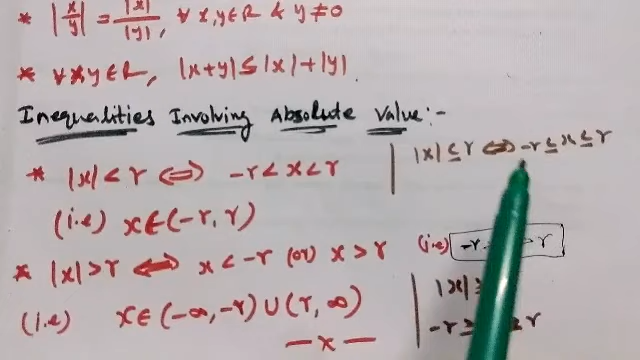 * |x/y| = |x|/|y|, ∀ x,y∈R & y≠0
* ∀ x,y∈R, |x+y| ≤ |x|+|y|
Inequalities Involving Absolute Value:-
* |x|<r ⇔ -r<x<r
(i.e) x∈(-r, r)
* |x|>r ⇔ x<-r (or) x>r
(i.e) x∈(-∞,-r)∪(r,∞)
—x—
|x|≤r ⇔ -r≤x≤r
(i.e) -r r
|x|≥
-r≥ ≥r